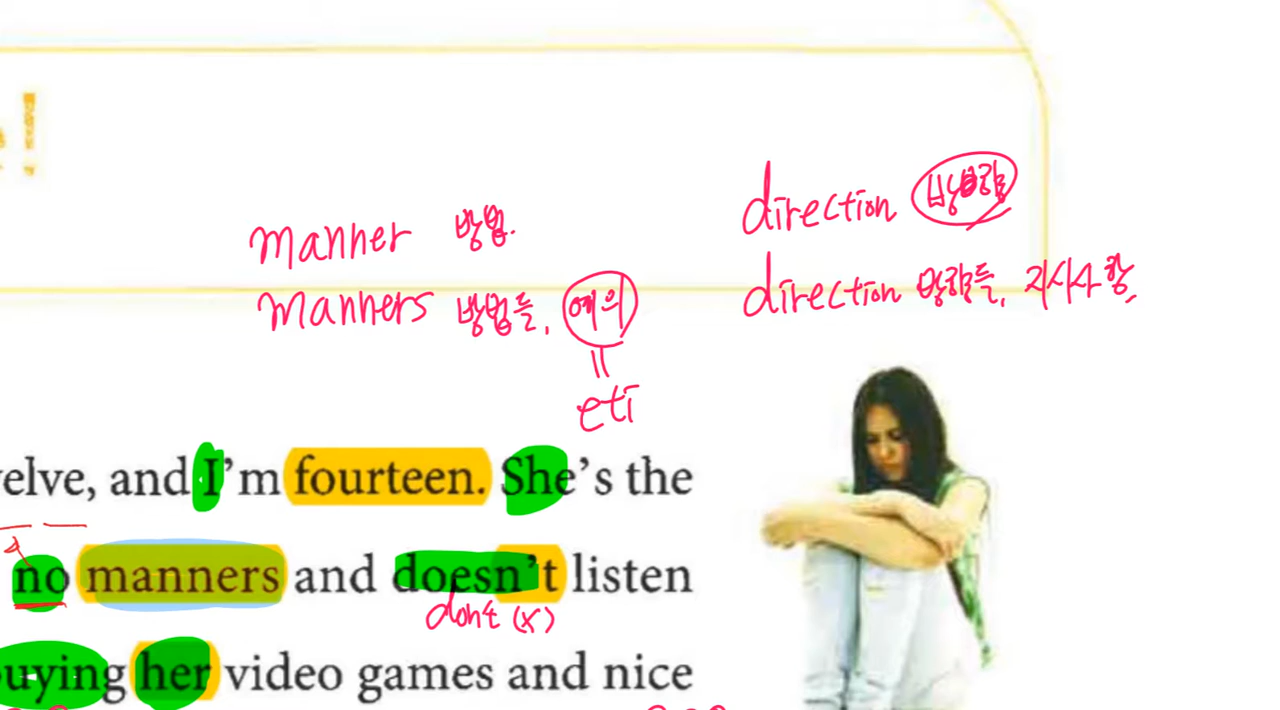 !
direction 방향
manner 방법.
manners 방법들, 예의
direction 방향들, 지시사항,
=
eti
elve, and I'm fourteen. She's the
no manners and doesn't listen
dont (x)
buying her video games and nice